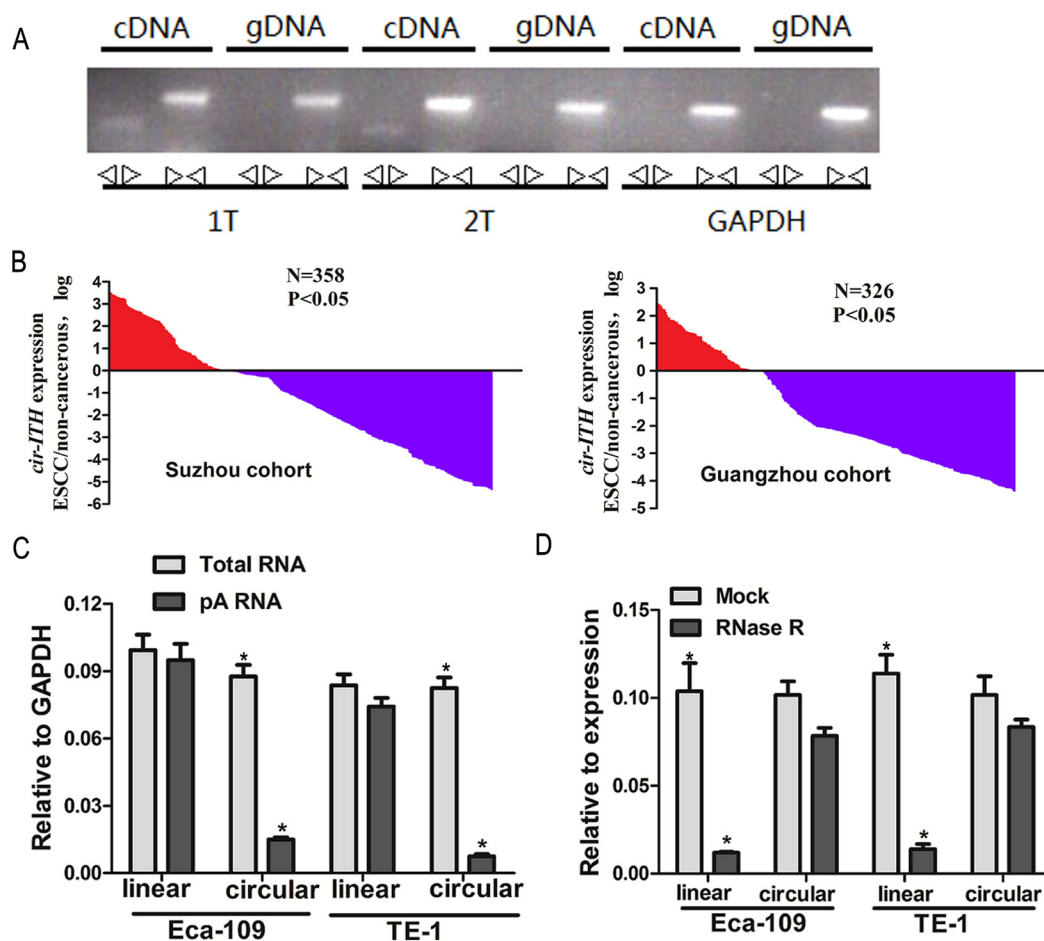 A
cDNA gDNA cDNA gDNA cDNA gDNA
1T 2T GAPDH
B
cir-ITH expression
ESCC/non-cancerous, log
4
3
2
1
0
-1
-2
-3
-4
-5
-6
N=358
P<0.05
Suzhou cohort
cir-ITH expression
ESCC/non-cancerous, log
3
2
1
0
-1
-2
-3
-4
-5
N=326
P<0.05
Guangzhou cohort
C
Total RNA
pA RNA
Relative to GAPDH
0.12
0.09
0.06
0.03
0.00
* * * *
linear circular linear circular
Eca-109 TE-1
D
Mock
RNase R
Relative to expression
0.15
0.10
0.05
0.00
* * * *
linear circular linear circular
Eca-109 TE-1